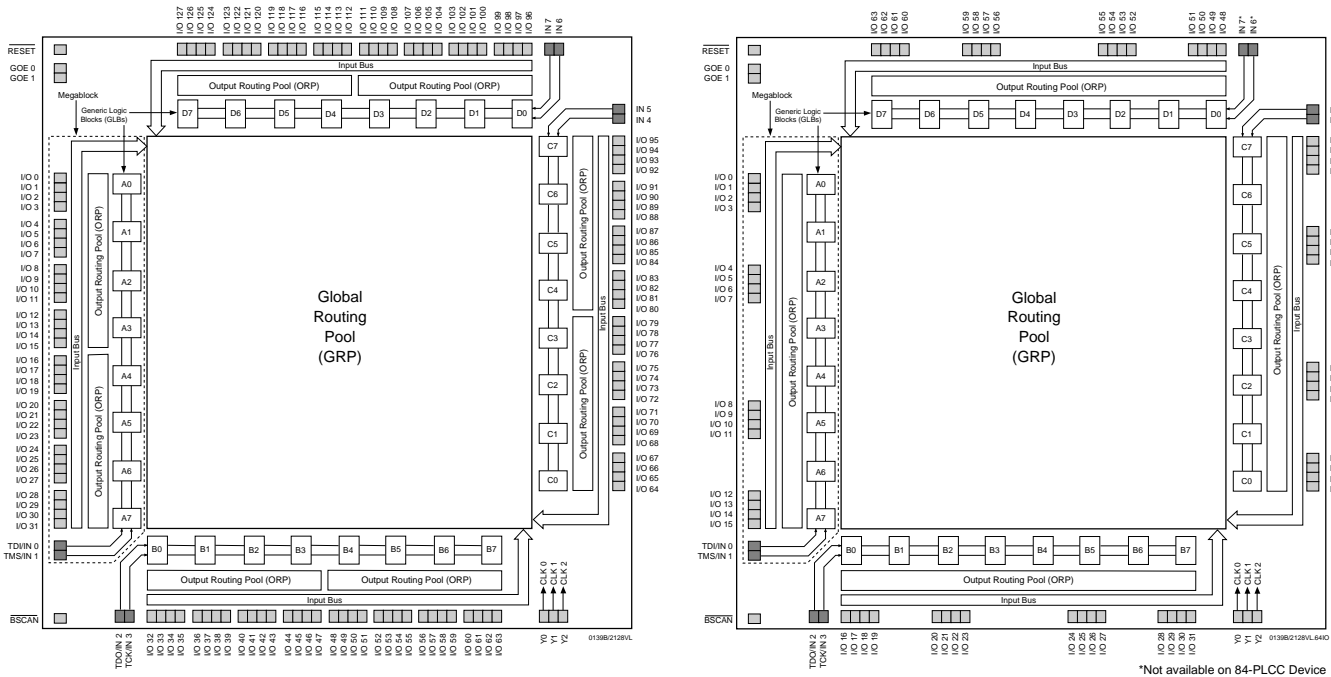 I/O 127
I/O 126
I/O 125
I/O 124
I/O 123
I/O 122
I/O 121
I/O 120
I/O 119
I/O 118
I/O 117
I/O 116
I/O 115
I/O 114
I/O 113
I/O 112
I/O 111
I/O 110
I/O 109
I/O 108
I/O 107
I/O 106
I/O 105
I/O 104
I/O 103
I/O 102
I/O 101
I/O 100
I/O 99
I/O 98
I/O 97
I/O 96
IN 7
IN 6
RESET
GOE 0
GOE 1
Input Bus
Output Routing Pool (ORP)
Output Routing Pool (ORP)
Megablock
Generic Logic
Blocks (GLBs)
D7
D6
D5
D4
D3
D2
D1
D0
IN 5
IN 4
I/O 0
I/O 1
I/O 2
I/O 3
I/O 4
I/O 5
I/O 6
I/O 7
I/O 8
I/O 9
I/O 10
I/O 11
I/O 12
I/O 13
I/O 14
I/O 15
I/O 16
I/O 17
I/O 18
I/O 19
I/O 20
I/O 21
I/O 22
I/O 23
I/O 24
I/O 25
I/O 26
I/O 27
I/O 28
I/O 29
I/O 30
I/O 31
TDI/IN 0
TMS/IN 1
BSCAN
Input Bus
Output Routing Pool (ORP)
Output Routing Pool (ORP)
A0
A1
A2
A3
A4
A5
A6
A7
Global
Routing
Pool
(GRP)
C7
C6
C5
C4
C3
C2
C1
C0
Output Routing Pool (ORP)
Output Routing Pool (ORP)
Input Bus
I/O 95
I/O 94
I/O 93
I/O 92
I/O 91
I/O 90
I/O 89
I/O 88
I/O 87
I/O 86
I/O 85
I/O 84
I/O 83
I/O 82
I/O 81
I/O 80
I/O 79
I/O 78
I/O 77
I/O 76
I/O 75
I/O 74
I/O 73
I/O 72
I/O 71
I/O 70
I/O 69
I/O 68
I/O 67
I/O 66
I/O 65
I/O 64
B0
B1
B2
B3
B4
B5
B6
B7
Output Routing Pool (ORP)
Output Routing Pool (ORP)
Input Bus
CLK 0
CLK 1
CLK 2
TDO/IN 2
TCK/IN 3
I/O 32
I/O 33
I/O 34
I/O 35
I/O 36
I/O 37
I/O 38
I/O 39
I/O 40
I/O 41
I/O 42
I/O 43
I/O 44
I/O 45
I/O 46
I/O 47
I/O 48
I/O 49
I/O 50
I/O 51
I/O 52
I/O 53
I/O 54
I/O 55
I/O 56
I/O 57
I/O 58
I/O 59
I/O 60
I/O 61
I/O 62
I/O 63
Y0
Y1
Y2
0139B/2128VL
I/O 63
I/O 62
I/O 61
I/O 60
I/O 59
I/O 58
I/O 57
I/O 56
I/O 55
I/O 54
I/O 53
I/O 52
I/O 51
I/O 50
I/O 49
I/O 48
IN 7*
IN 6*
RESET
GOE 0
GOE 1
Input Bus
Output Routing Pool (ORP)
Megablock
Generic Logic
Blocks (GLBs)
D7
D6
D5
D4
D3
D2
D1
D0
I/O 0
I/O 1
I/O 2
I/O 3
I/O 4
I/O 5
I/O 6
I/O 7
I/O 8
I/O 9
I/O 10
I/O 11
I/O 12
I/O 13
I/O 14
I/O 15
TDI/IN 0
TMS/IN 1
BSCAN
Input Bus
Output Routing Pool (ORP)
A0
A1
A2
A3
A4
A5
A6
A7
Global
Routing
Pool
(GRP)
C7
C6
C5
C4
C3
C2
C1
C0
Output Routing Pool (ORP)
Input Bus
B0
B1
B2
B3
B4
B5
B6
B7
Output Routing Pool (ORP)
Input Bus
CLK 0
CLK 1
CLK 2
TDO/IN 2
TCK/IN 3
I/O 16
I/O 17
I/O 18
I/O 19
I/O 20
I/O 21
I/O 22
I/O 23
I/O 24
I/O 25
I/O 26
I/O 27
I/O 28
I/O 29
I/O 30
I/O 31
Y0
Y1
Y2
0139B/2128VL.64IO
*Not available on 84-PLCC Device